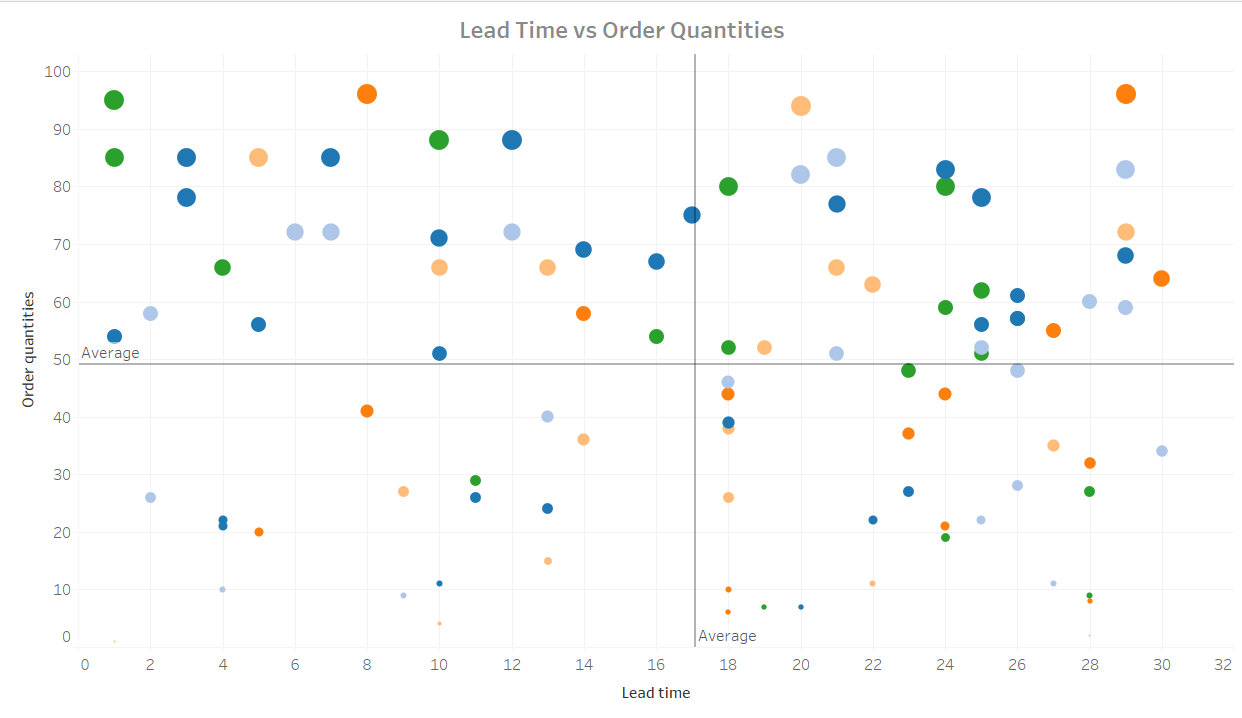 Lead Time vs Order Quantities
100
90
80
70
60
50
40
30
20
10
0
Order quantities
Average
Average
0 2 4 6 8 10 12 14 16 18 20 22 24 26 28 30 32
Lead time